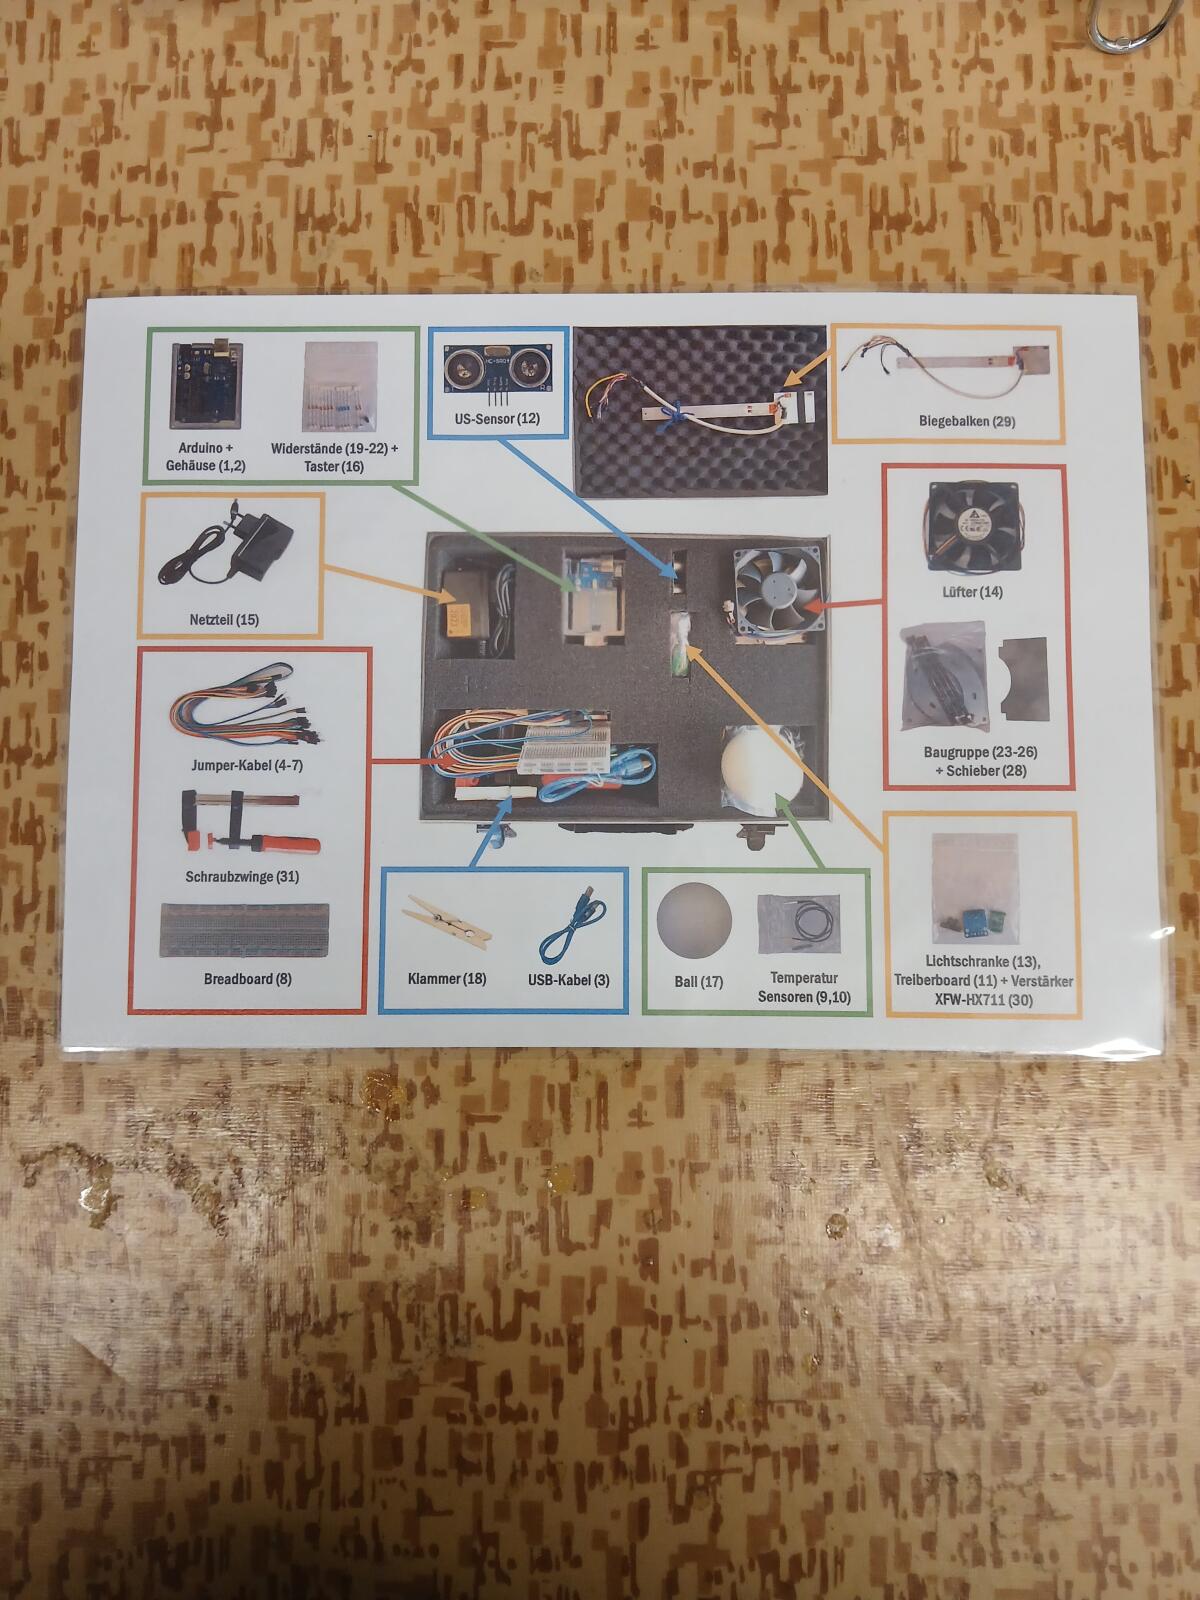 Arduino +
Gehäuse (1,2)
Widerstände (19-22) +
Taster (16)
HC-SR04
US-Sensor (12)
Biegebalken (29)
Netzteil (15)
Lüfter (14)
Baugruppe (23-26)
+ Schieber (28)
Jumper-Kabel (4-7)
Schraubzwinge (31)
Breadboard (8)
Klammer (18)
USB-Kabel (3)
Ball (17)
Temperatur
Sensoren (9,10)
Lichtschranke (13),
Treiberboard (11) + Verstärker
XFW-HX711 (30)